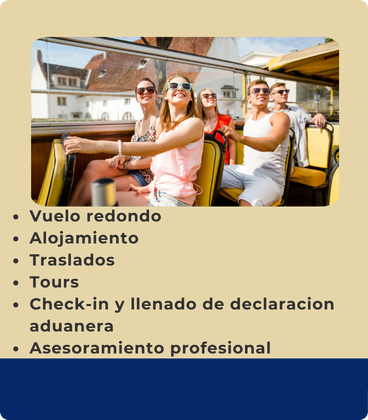 • Vuelo redondo
• Alojamiento
• Traslados
• Tours
• Check-in y llenado de declaracion
aduanera
• Asesoramiento profesional